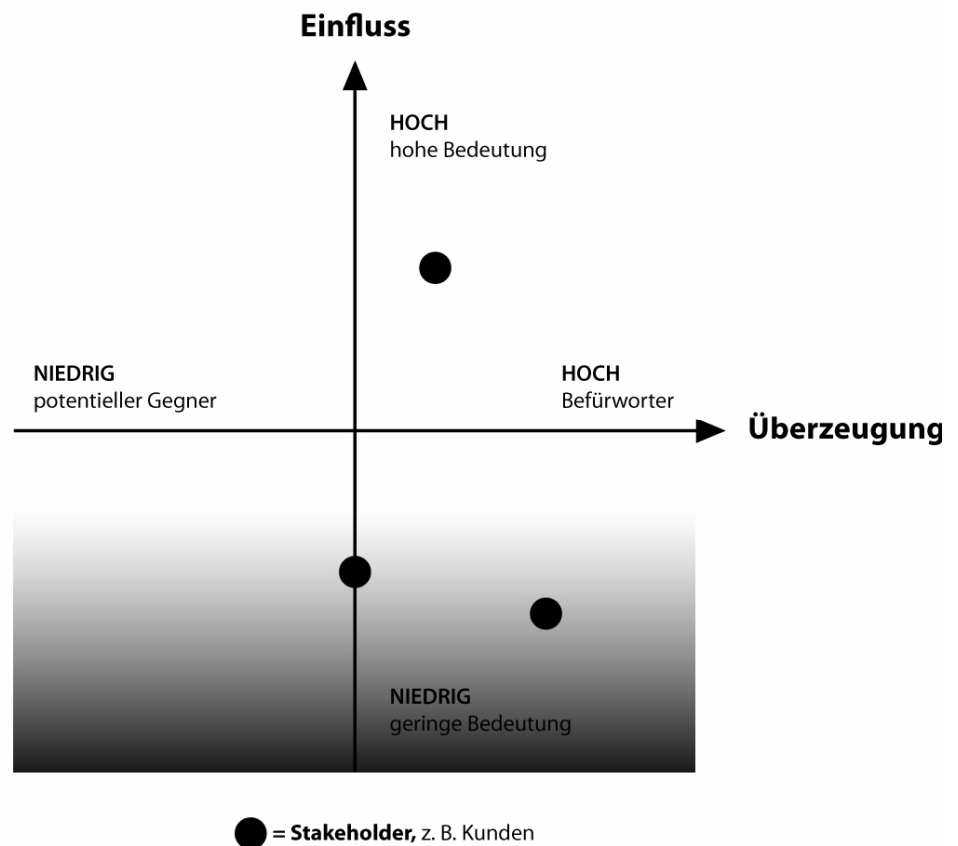 Einfluss
HOCH
hohe Bedeutung
NIEDRIG
potentieller Gegner
HOCH
Befürworter
Überzeugung
NIEDRIG
geringe Bedeutung
= Stakeholder, z. B. Kunden